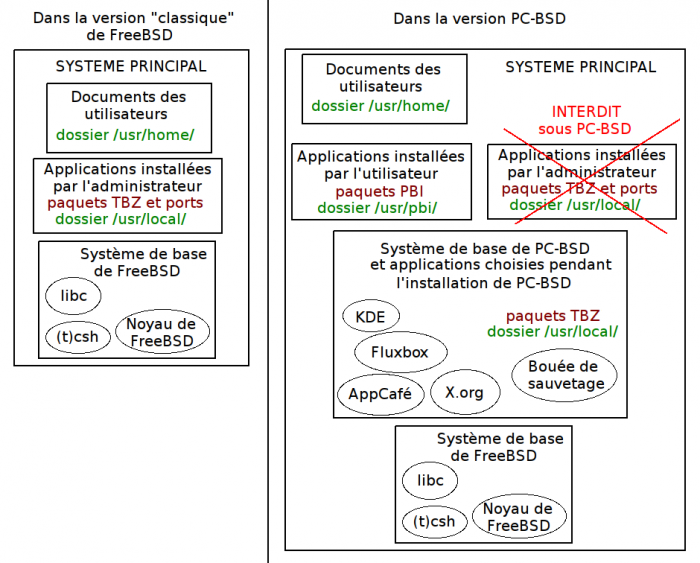 Dans la version "classique"
de FreeBSD
SYSTEME PRINCIPAL
Documents des
utilisateurs
dossier /usr/home/
Applications installées
par l'administrateur
paquets TBZ et ports
dossier /usr/local/
Système de base
de FreeBSD
libc
(t)csh
Noyau de
FreeBSD
Dans la version PC-BSD
Documents des
utilisateurs
dossier /usr/home/
SYSTEME PRINCIPAL
INTERDIT
sous PC-BSD
Applications installées
par l'utilisateur
paquets PBI
dossier /usr/pbi/
Applications installées
par l'administrateur
paquets TBZ et ports
dossier /usr/local/
Système de base de PC-BSD
et applications choisies pendant
l'installation de PC-BSD
KDE
paquets TBZ
dossier /usr/local/
Fluxbox
Bouée de
sauvetage
AppCafé
X.org
Système de base
de FreeBSD
libc
(t)csh
Noyau de
FreeBSD